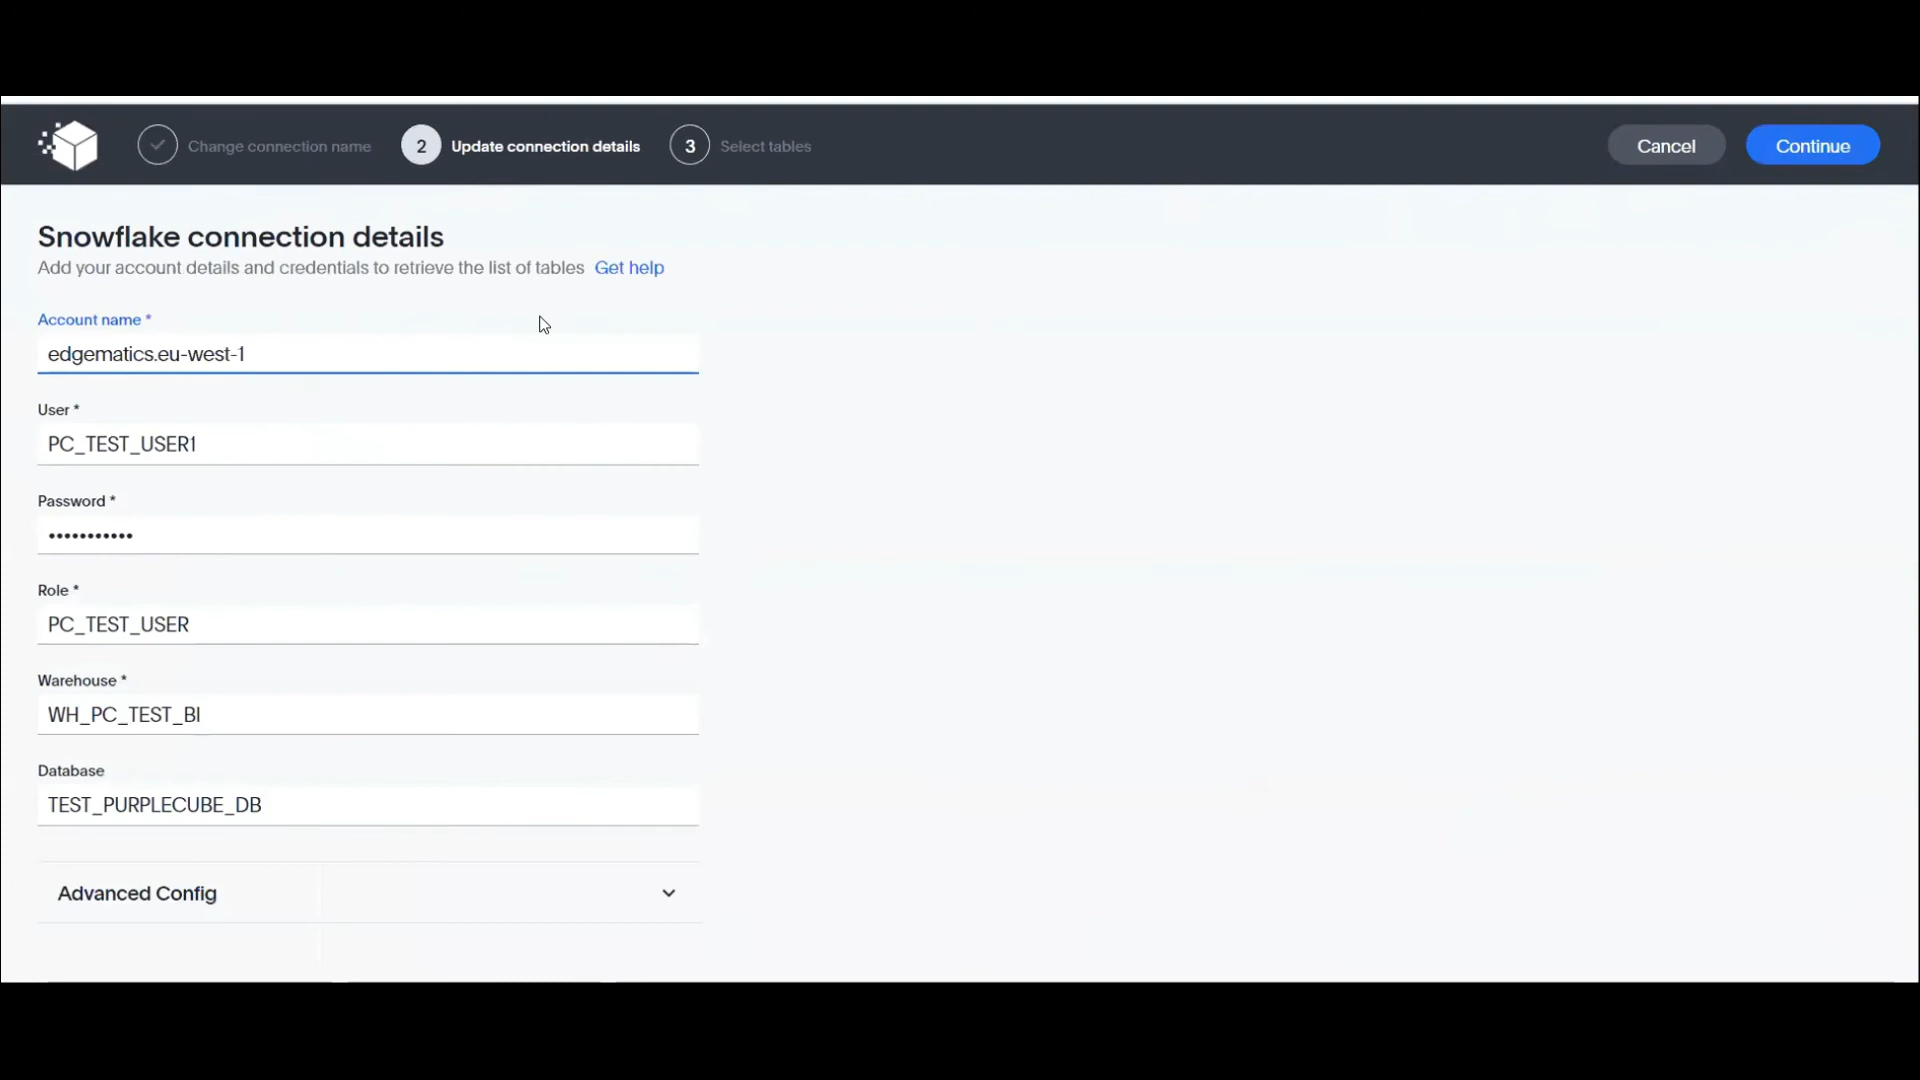 Change connection name
2 Update connection details
3 Select tables
Cancel
Continue
Snowflake connection details
Add your account details and credentials to retrieve the list of tables Get help
Account name *
edgematics.eu-west-1
User *
PC_TEST_USER1
Password *
•••••••••••
Role *
PC_TEST_USER
Warehouse *
WH_PC_TEST_BI
Database
TEST_PURPLECUBE_DB
Advanced Config